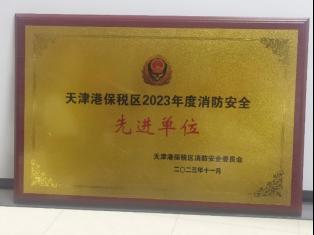 天津港保税区2023年度消防安全
先进单位
天津港保税区消防安全委员会
二〇二三年十一月